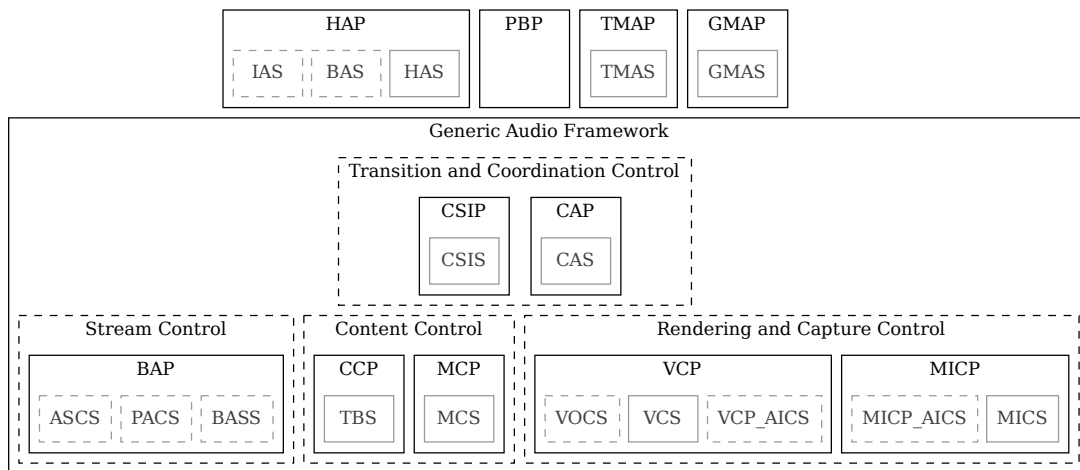 HAP PBP TMAP GMAP
IAS BAS HAS TMAS GMAS
Generic Audio Framework
Transition and Coordination Control
CSIP CAP
CSIS CAS
Stream Control Content Control Rendering and Capture Control
BAP CCP MCP VCP MICP
ASCS PACS BASS TBS MCS VOCS VCS VCP_AICS MICP_AICS MICS